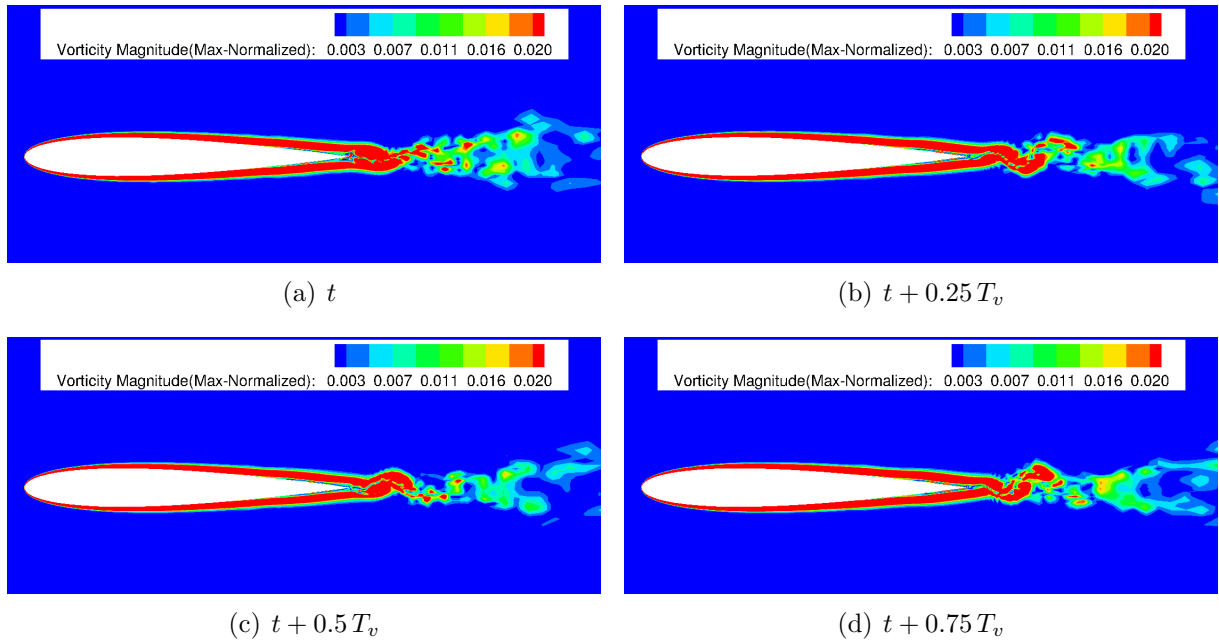 Vorticity Magnitude(Max-Normalized): 0.003 0.007 0.011 0.016 0.020
(a) t
Vorticity Magnitude(Max-Normalized): 0.003 0.007 0.011 0.016 0.020
(b) t + 0.25 T_v
Vorticity Magnitude(Max-Normalized): 0.003 0.007 0.011 0.016 0.020
(c) t + 0.5 T_v
Vorticity Magnitude(Max-Normalized): 0.003 0.007 0.011 0.016 0.020
(d) t + 0.75 T_v